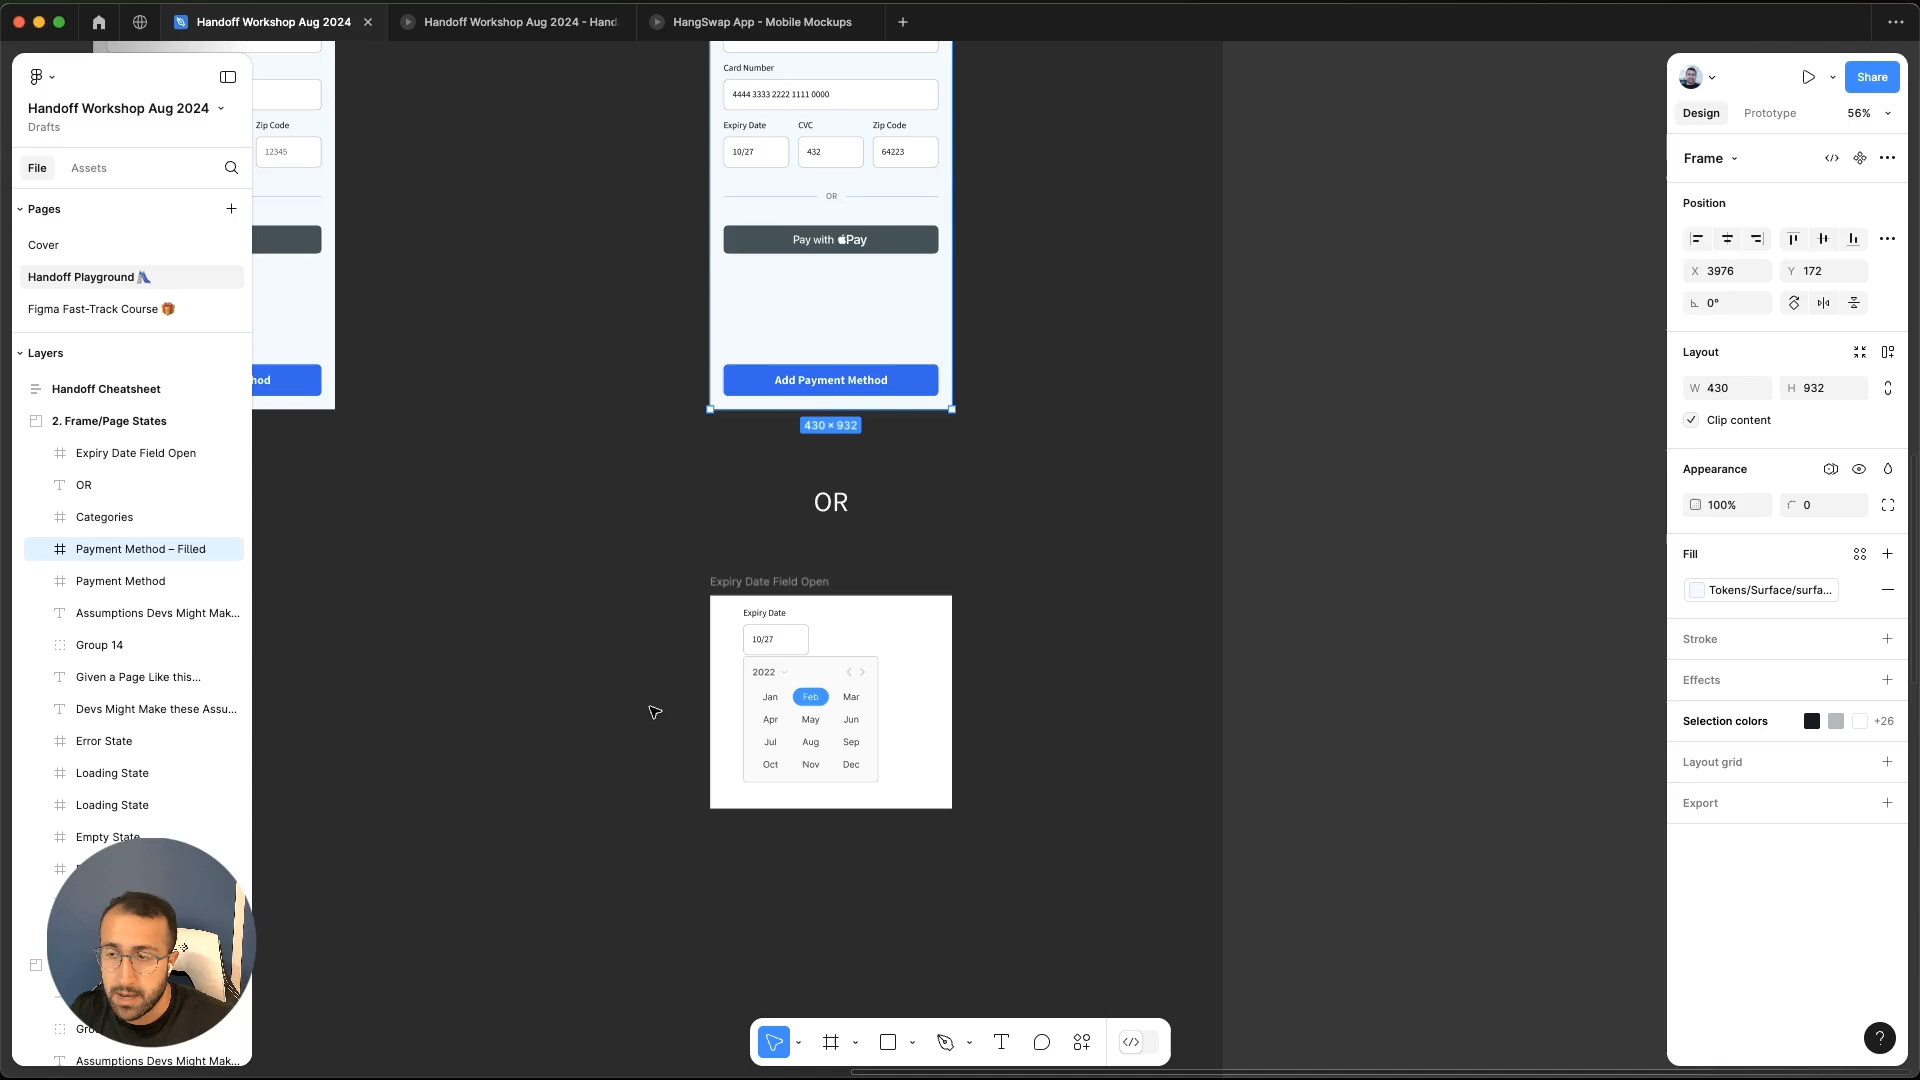 Handoff Workshop Aug 2024
Handoff Workshop Aug 2024 - Hand
HangSwap App - Mobile Mockups
Handoff Workshop Aug 2024
Drafts
File
Assets
Pages
Cover
Handoff Playground
Figma Fast-Track Course
Layers
Handoff Cheatsheet
2. Frame/Page States
Expiry Date Field Open
OR
Categories
Payment Method – Filled
Payment Method
Assumptions Devs Might Mak...
Group 14
Given a Page Like this...
Devs Might Make these Assu...
Error State
Loading State
Loading State
Empty State
Assumptions Devs Might Mak...
Zip Code
12345
hod
Card Number
4444 3333 2222 1111 0000
Expiry Date
CVC
Zip Code
10/27
432
64223
OR
Pay with Pay
Add Payment Method
430 × 932
OR
Expiry Date Field Open
Expiry Date
10/27
2022
Jan Feb Mar
Apr May Jun
Jul Aug Sep
Oct Nov Dec
Share
Design
Prototype
56%
Frame
Position
X 3976
Y 172
0°
Layout
W 430
H 932
Clip content
Appearance
100%
0
Fill
Tokens/Surface/surfa...
Stroke
Effects
Selection colors
+26
Layout grid
Export
?